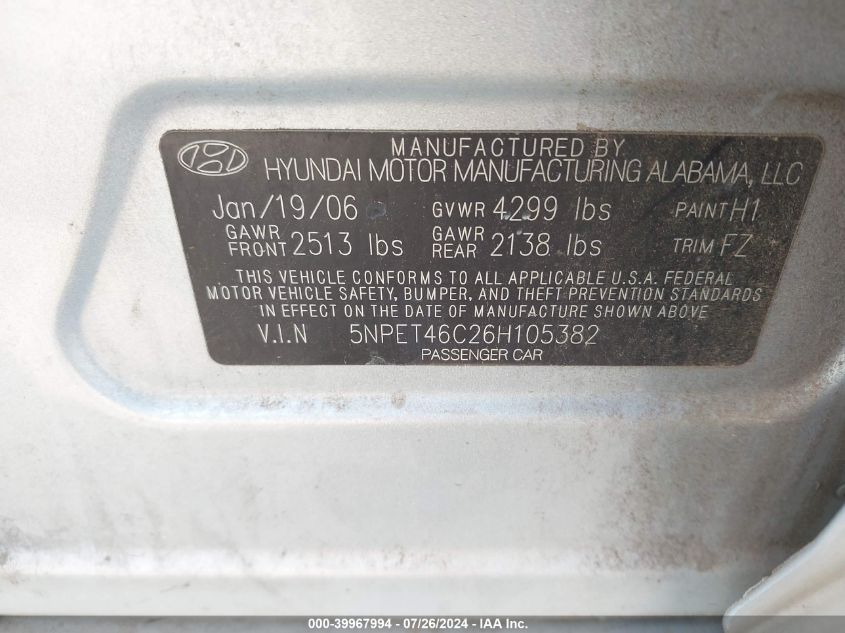 MANUFACTURED BY
HYUNDAI MOTOR MANUFACTURING ALABAMA, LLC
Jan/19/06 GVWR 4299 lbs PAINT H1
GAWR FRONT 2513 lbs GAWR REAR 2138 lbs TRIM FZ
THIS VEHICLE CONFORMS TO ALL APPLICABLE U.S.A. FEDERAL
MOTOR VEHICLE SAFETY, BUMPER, AND THEFT PREVENTION STANDARDS
IN EFFECT ON THE DATE OF MANUFACTURE SHOWN ABOVE
V.I.N 5NPET46C26H105382
PASSENGER CAR
000-39967994 - 07/26/2024 - IAA Inc.